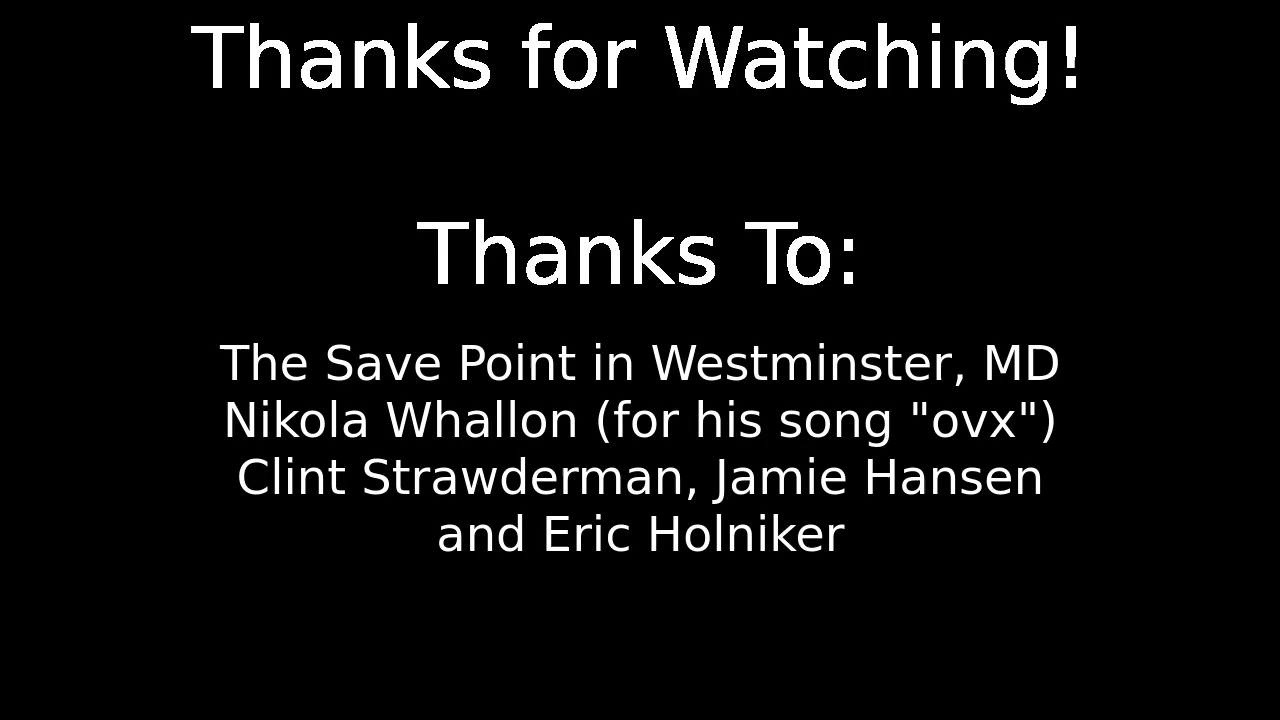 Thanks for Watching!
Thanks To:
The Save Point in Westminster, MD
Nikola Whallon (for his song "ovx")
Clint Strawderman, Jamie Hansen
and Eric Holniker